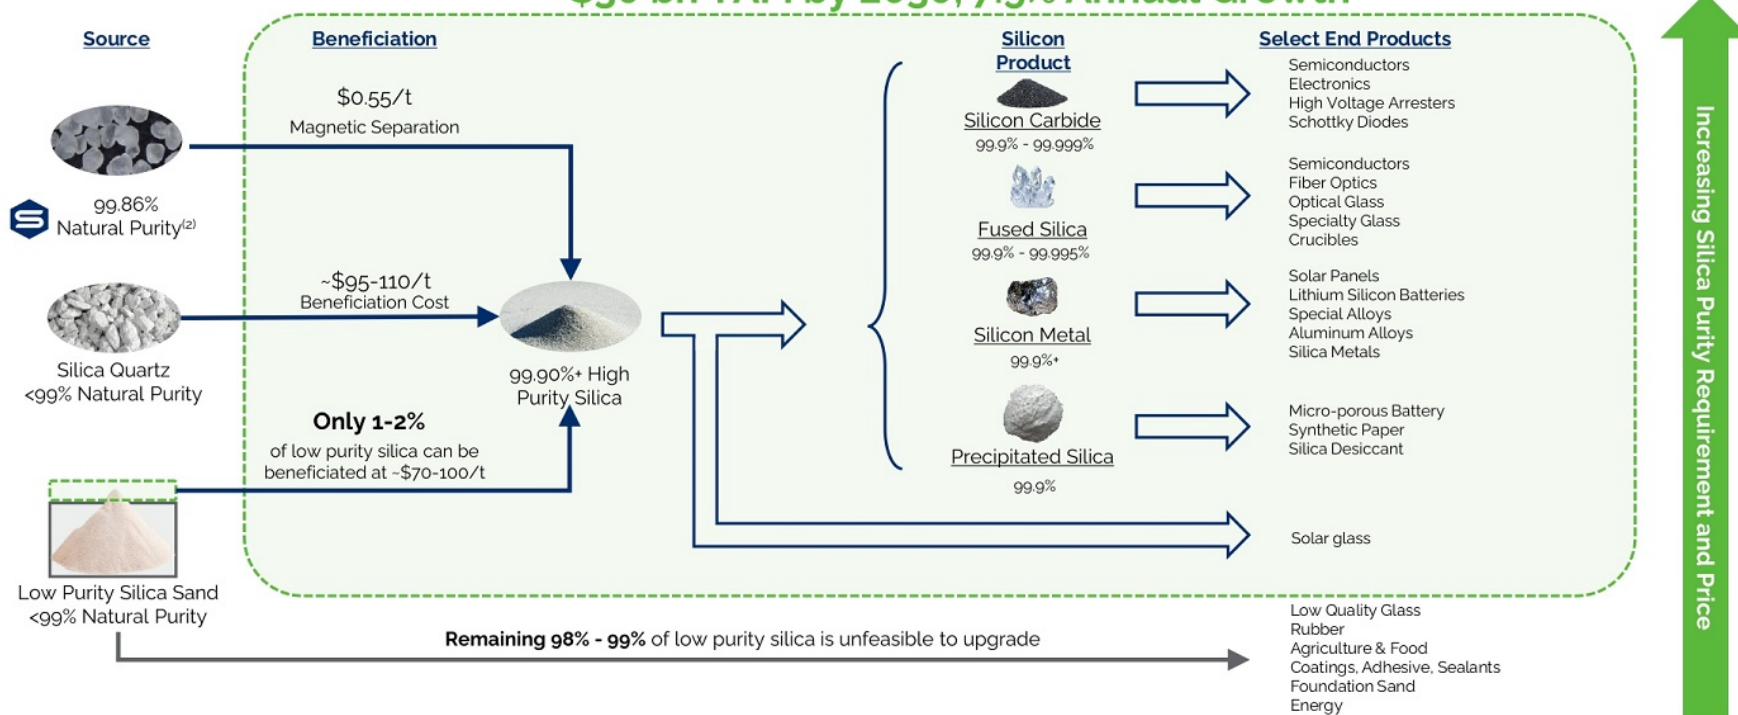 Source
Beneficiation
Silicon
Product
Select End Products
$0.55/t
Magnetic Separation
99.86%
Natural Purity(2)
~$95-110/t
Beneficiation Cost
Silica Quartz
<99% Natural Purity
99.90%+ High
Purity Silica
Only 1-2%
of low purity silica can be
beneficiated at ~$70-100/t
Low Purity Silica Sand
<99% Natural Purity
Silicon Carbide
99.9% - 99.999%
Semiconductors
Electronics
High Voltage Arresters
Schottky Diodes
Fused Silica
99.9% - 99.995%
Semiconductors
Fiber Optics
Optical Glass
Specialty Glass
Crucibles
Silicon Metal
99.9%+
Solar Panels
Lithium Silicon Batteries
Special Alloys
Aluminum Alloys
Silica Metals
Precipitated Silica
99.9%
Micro-porous Battery
Synthetic Paper
Silica Desiccant
Solar glass
Remaining 98% - 99% of low purity silica is unfeasible to upgrade
Low Quality Glass
Rubber
Agriculture & Food
Coatings, Adhesive, Sealants
Foundation Sand
Energy
Increasing Silica Purity Requirement and Price